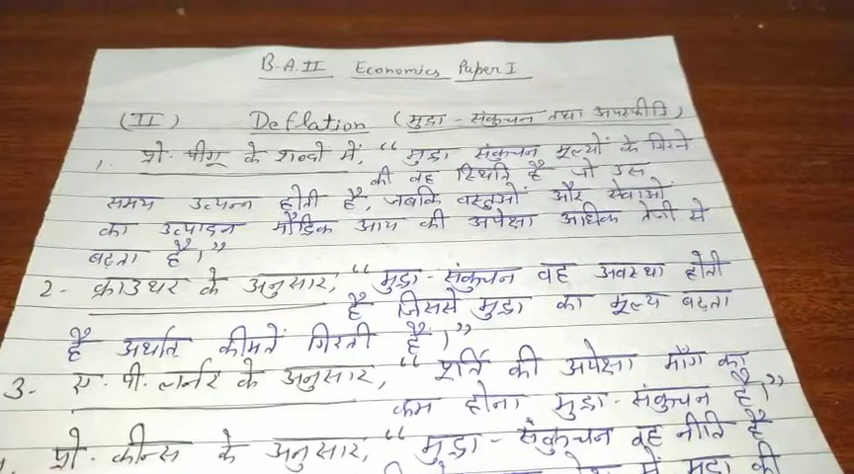 B.A.II Economics Paper I
(II) Deflation (मुद्रा - संकुचन तथा अपस्फीति)
1. प्रो. पीगू के शब्दों में, “मुद्रा संकुचन मूल्यों के गिरने
की वह स्थिति है जो उस
समय उत्पन्न होती है, जबकि वस्तुओं और सेवाओं
का उत्पादन मौद्रिक आय की अपेक्षा अधिक तेजी से
बढ़ता है।”
2- क्राउथर के अनुसार, “मुद्रा - संकुचन वह अवस्था होती
है जिससे मुद्रा का मूल्य बढ़ता
है अर्थात कीमतें गिरती हैं।”
3- ए. पी. लर्नर के अनुसार, “ र्शर्ति की अपेक्षा माँग का
कम होना मुद्रा - संकुचन है।”
प्रो. कीन्स के अनुसार, “ मुद्रा - संकुचन वह नीति है
में मुद्रा की